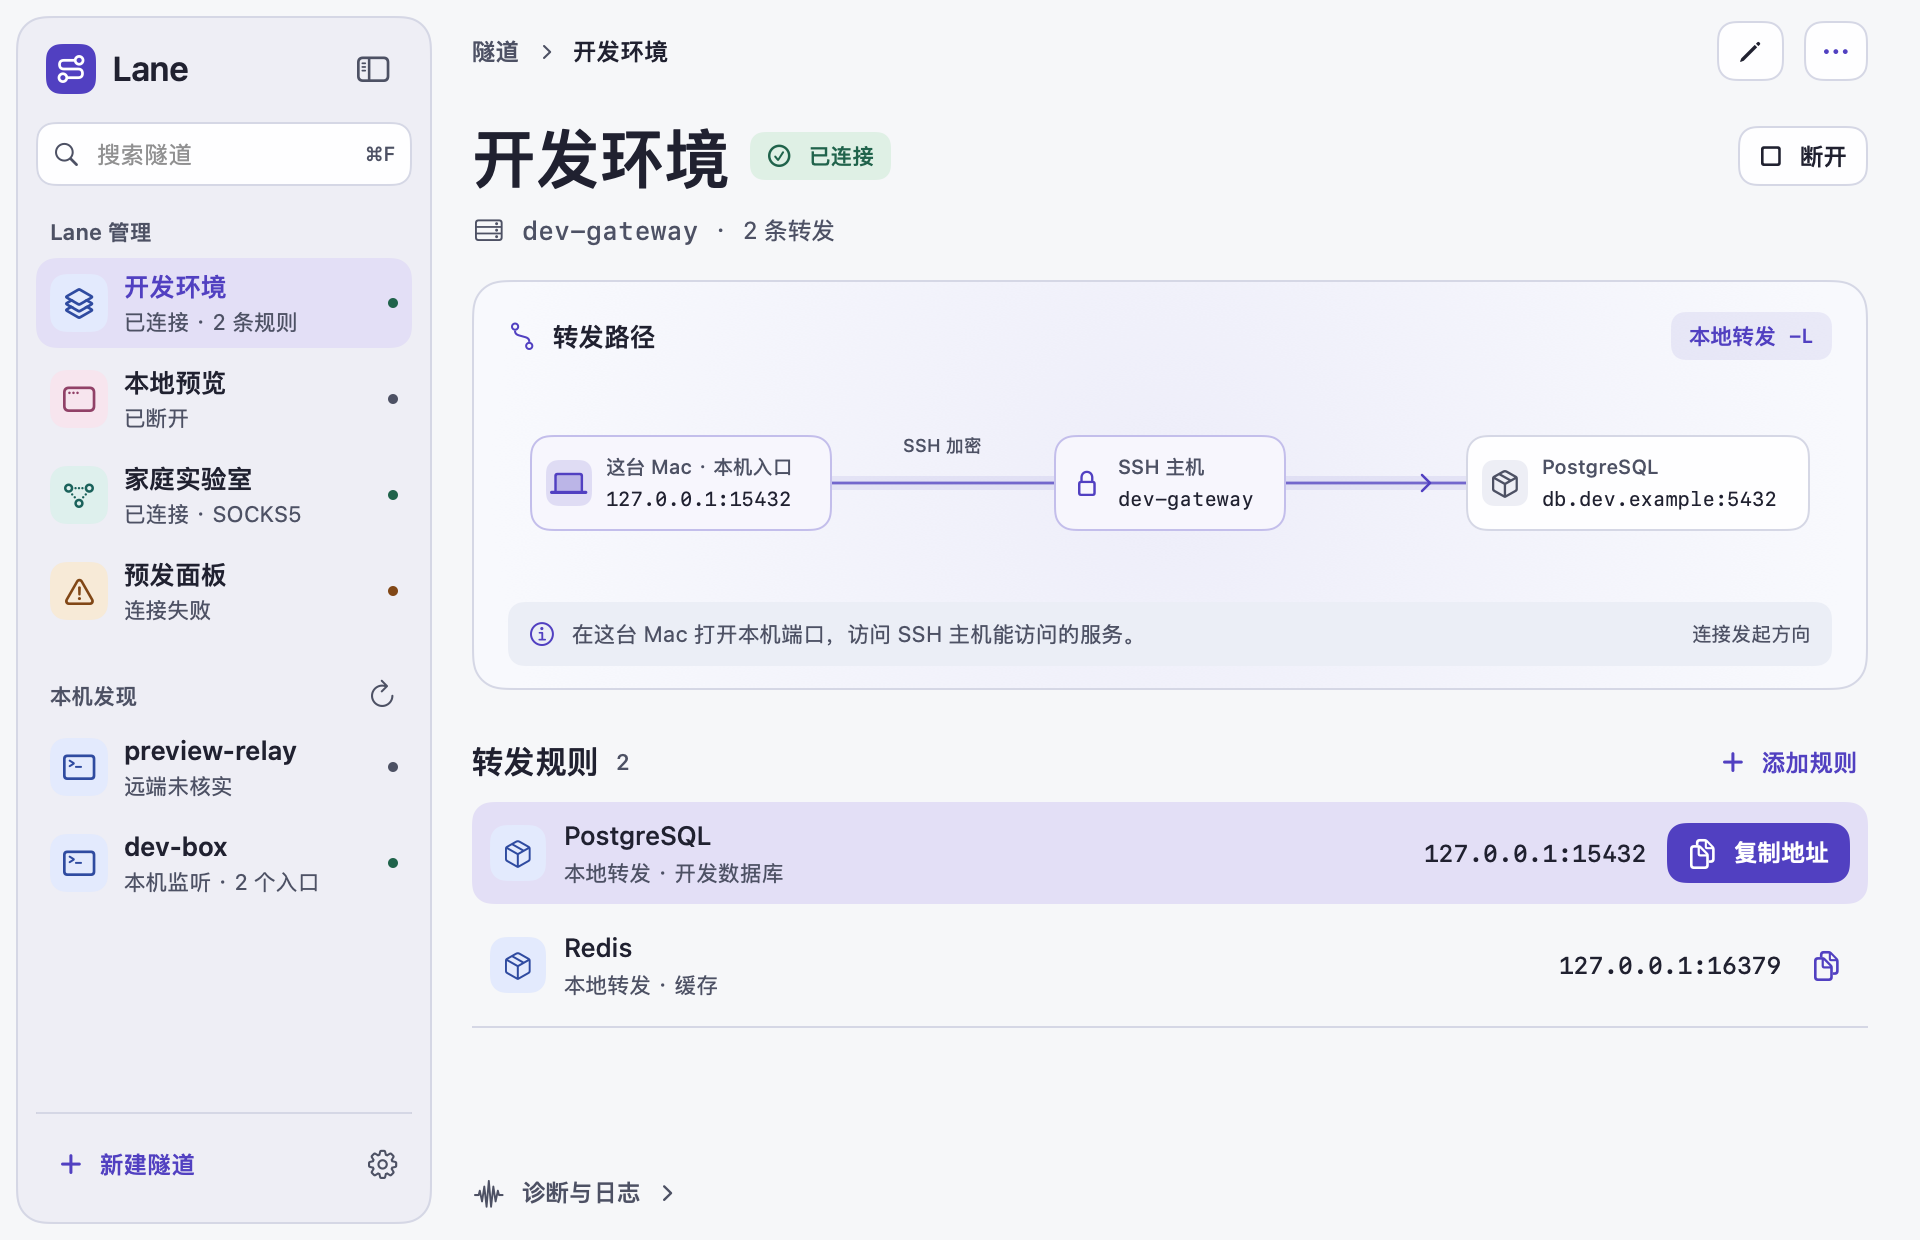 Lane
搜索隧道 ⌘F
Lane 管理
开发环境
已连接 · 2 条规则
本地预览
已断开
家庭实验室
已连接 · SOCKS5
预发面板
连接失败
本机发现
preview-relay
远端未核实
dev-box
本机监听 · 2 个入口
新建隧道
隧道 > 开发环境
开发环境 已连接
断开
dev-gateway · 2 条转发
转发路径
本地转发 -L
这台 Mac · 本机入口
127.0.0.1:15432
SSH 加密
SSH 主机
dev-gateway
PostgreSQL
db.dev.example:5432
在这台 Mac 打开本机端口，访问 SSH 主机能访问的服务。
连接发起方向
转发规则 2
添加规则
PostgreSQL
本地转发 · 开发数据库
127.0.0.1:15432
复制地址
Redis
本地转发 · 缓存
127.0.0.1:16379
诊断与日志